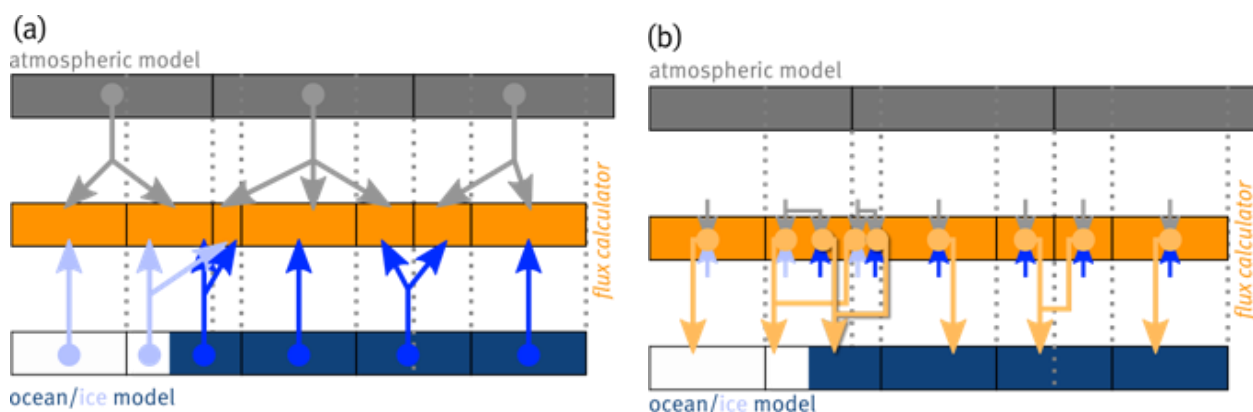 (a)
atmospheric model
flux calculator
ocean/ice model
(b)
atmospheric model
flux calculator
ocean/ice model